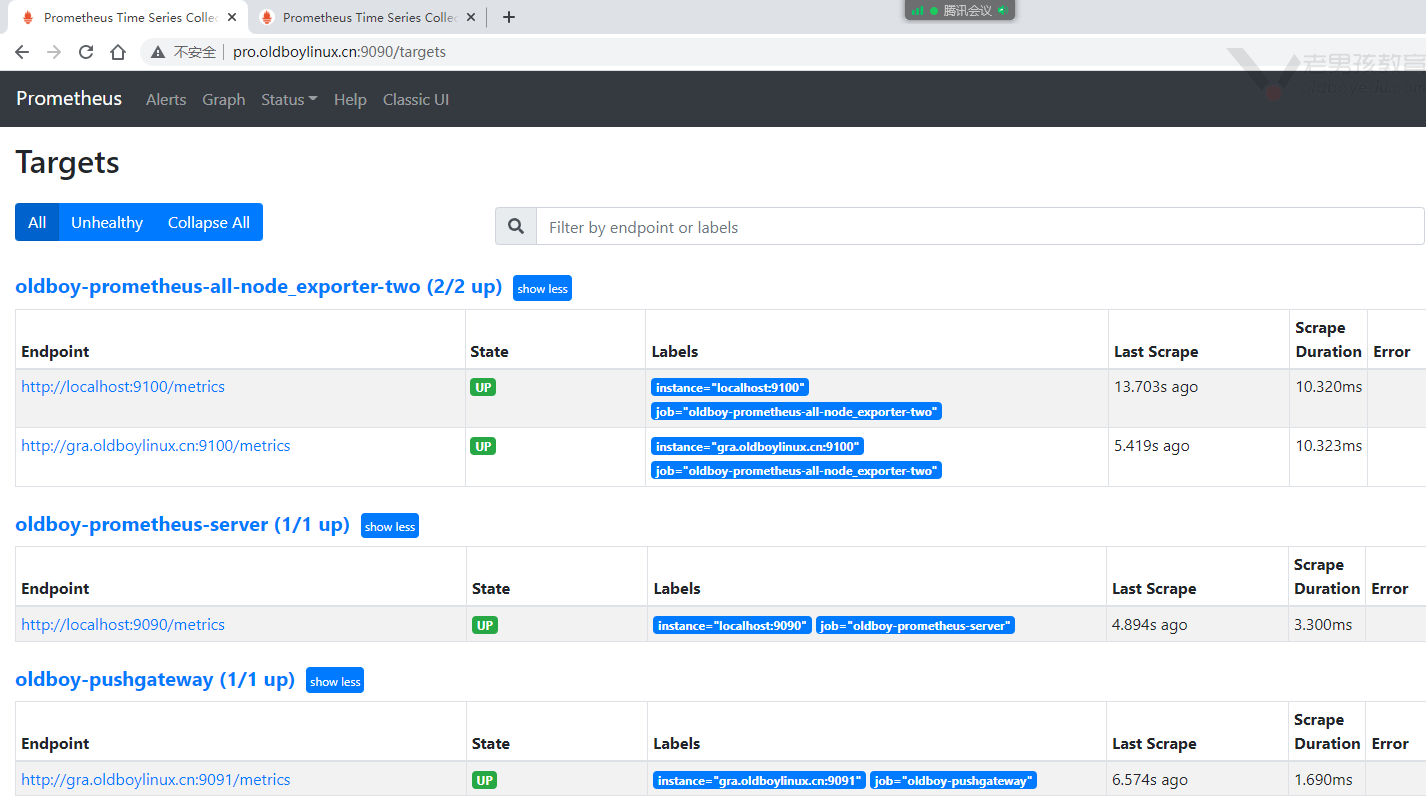 Prometheus Time Series Collec
Prometheus Time Series Collec
腾讯会议
不安全 pro.oldboylinux.cn:9090/targets
老男孩教育
Prometheus Alerts Graph Status Help Classic UI
Targets
All Unhealthy Collapse All
Filter by endpoint or labels
oldboy-prometheus-all-node_exporter-two (2/2 up) show less
Endpoint State Labels Last Scrape Scrape Duration Error
http://localhost:9100/metrics UP instance="localhost:9100" 13.703s ago 10.320ms
job="oldboy-prometheus-all-node_exporter-two"
http://gra.oldboylinux.cn:9100/metrics UP instance="gra.oldboylinux.cn:9100" 5.419s ago 10.323ms
job="oldboy-prometheus-all-node_exporter-two"
oldboy-prometheus-server (1/1 up) show less
Endpoint State Labels Last Scrape Scrape Duration Error
http://localhost:9090/metrics UP instance="localhost:9090" job="oldboy-prometheus-server" 4.894s ago 3.300ms
oldboy-pushgateway (1/1 up) show less
Endpoint State Labels Last Scrape Scrape Duration Error
http://gra.oldboylinux.cn:9091/metrics UP instance="gra.oldboylinux.cn:9091" job="oldboy-pushgateway" 6.574s ago 1.690ms